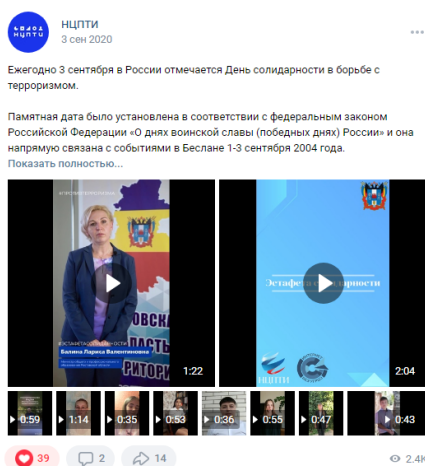 НЦПТИ
3 сен 2020
Ежегодно 3 сентября в России отмечается День солидарности в борьбе с
терроризмом.
Памятная дата было установлена в соответствии с федеральным законом
Российской Федерации «О днях воинской славы (победных днях) России» и она
напрямую связана с событиями в Беслане 1-3 сентября 2004 года.
Показать полностью...
#ЭСТАФЕТАСОЛИДАРНОСТИ
Балина Лариса Валентиновна
1:22
Эстафета солидарности
НЦПТИ
2:04
0:59
1:14
0:35
0:53
0:36
0:55
0:47
0:43
39
2
14
2.4K